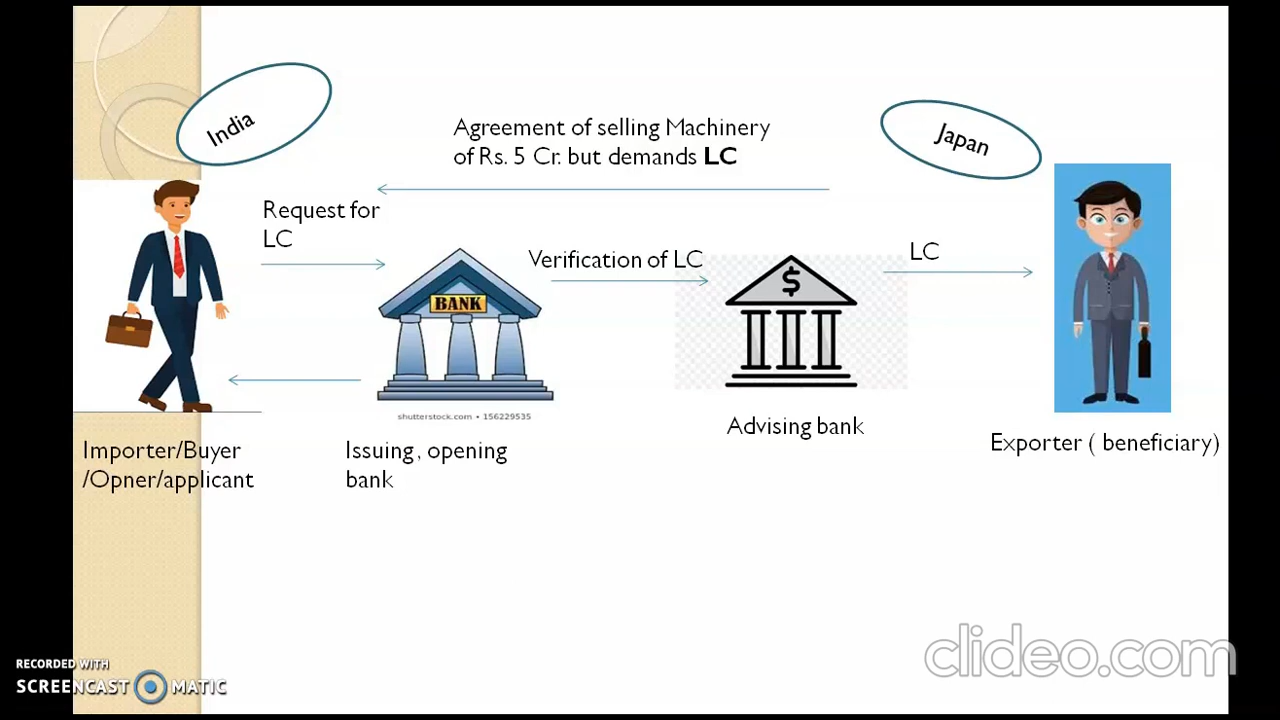 India
Agreement of selling Machinery
of Rs. 5 Cr. but demands LC
Japan
Request for
LC
Verification of LC
LC
BANK
$
shutterstock.com • 156229535
Advising bank
Importer/Buyer
/Opner/applicant
Issuing, opening
bank
Exporter ( beneficiary)
RECORDED WITH
SCREENCAST MATIC
clideo.com